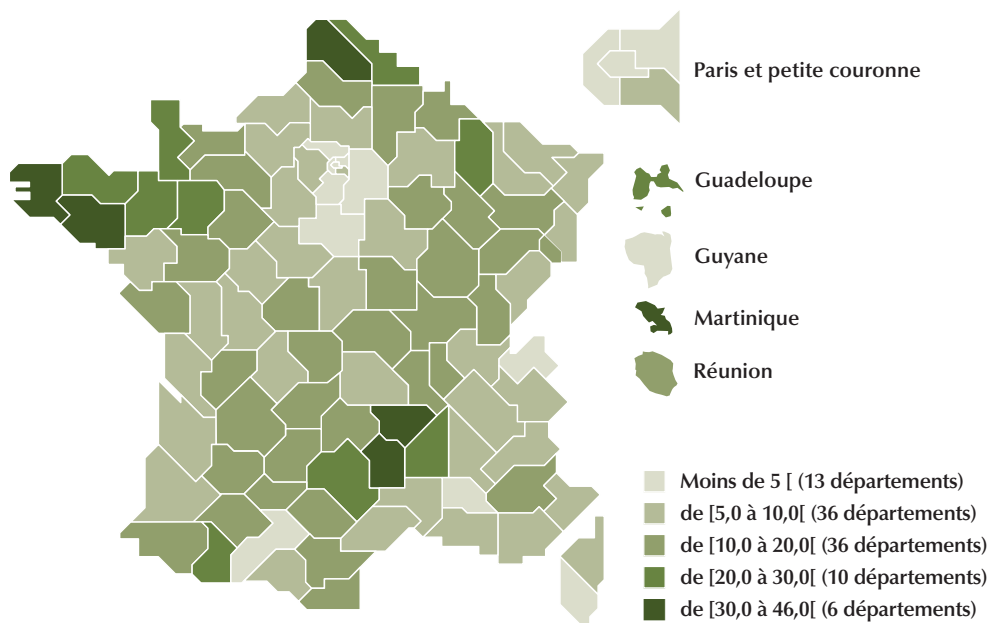 Paris et petite couronne
Guadeloupe
Guyane
Martinique
Réunion
Moins de 5 [ (13 départements)
de [5,0 à 10,0[ (36 départements)
de [10,0 à 20,0[ (36 départements)
de [20,0 à 30,0[ (10 départements)
de [30,0 à 46,0[ (6 départements)